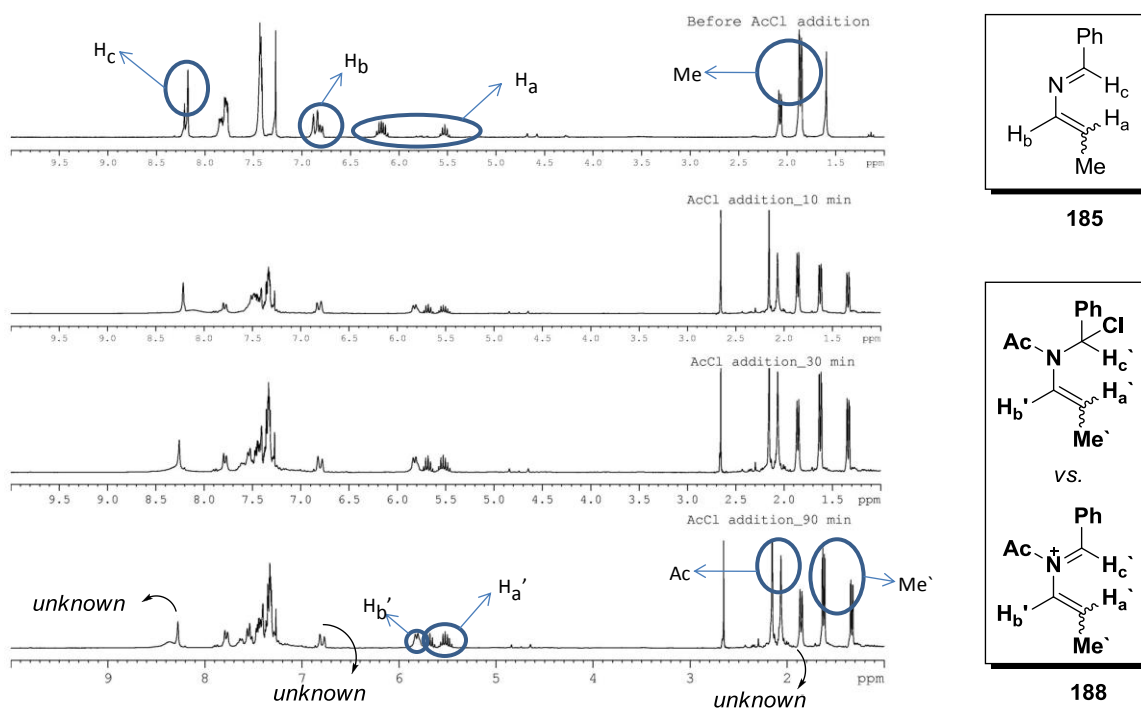 Before AcCl addition
Hc
Hb
Ha
Me
9.5 9.0 8.5 8.0 7.5 7.0 6.5 6.0 5.5 5.0 4.5 4.0 3.5 3.0 2.5 2.0 1.5 ppm
AcCl addition_10 min
9.5 9.0 8.5 8.0 7.5 7.0 6.5 6.0 5.5 5.0 4.5 4.0 3.5 3.0 2.5 2.0 1.5 ppm
AcCl addition_30 min
9.5 9.0 8.5 8.0 7.5 7.0 6.5 6.0 5.5 5.0 4.5 4.0 3.5 3.0 2.5 2.0 1.5 ppm
AcCl addition_90 min
unknown
Hb'
Ha'
Ac
Me`
9 8 7 6 5 4 3 2 ppm
unknown
unknown
Ph
N
Hc
Ha
Hb
Me
185
Ph
Cl
Ac
N
Hc`
Ha`
Hb'
Me`
vs.
Ph
Ac
+
N
Hc`
Ha`
Hb'
Me`
188